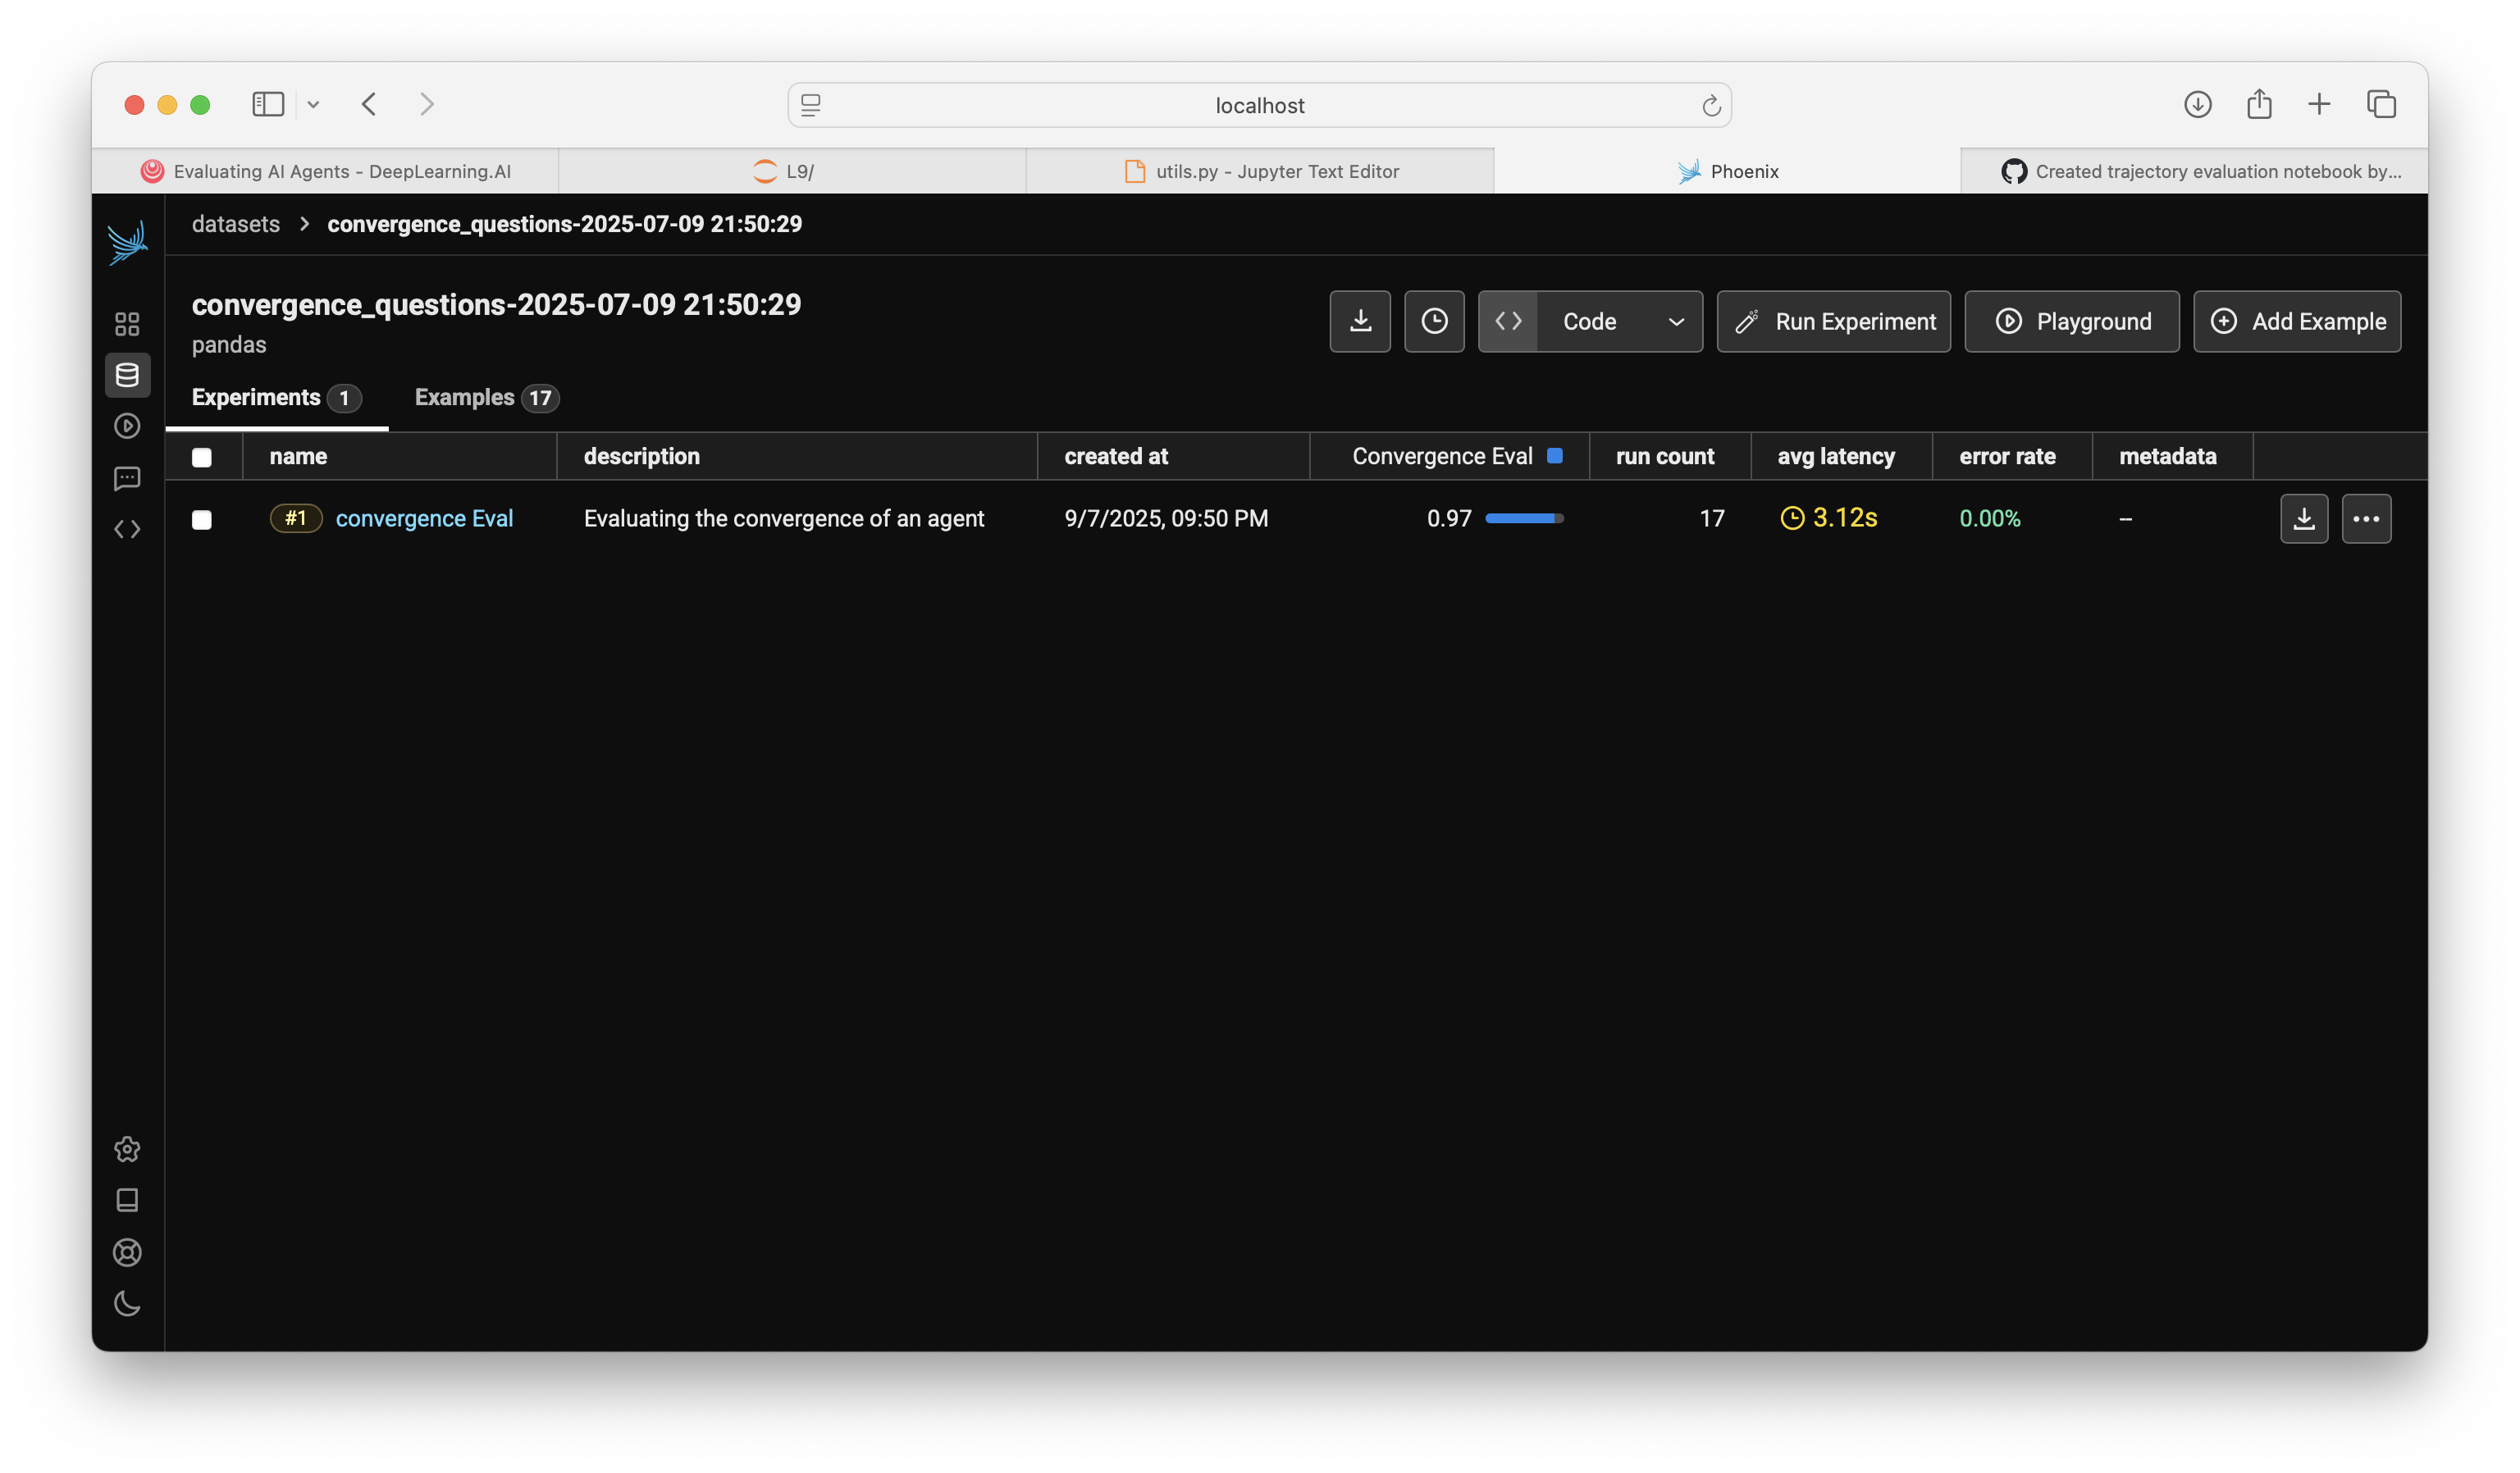 localhost
Evaluating AI Agents - DeepLearning.AI
L9/
utils.py - Jupyter Text Editor
Phoenix
Created trajectory evaluation notebook by...
datasets > convergence_questions-2025-07-09 21:50:29
convergence_questions-2025-07-09 21:50:29
pandas
Code
Run Experiment
Playground
Add Example
Experiments 1
Examples 17
name description created at Convergence Eval run count avg latency error rate metadata
#1 convergence Eval Evaluating the convergence of an agent 9/7/2025, 09:50 PM 0.97 17 3.12s 0.00% --